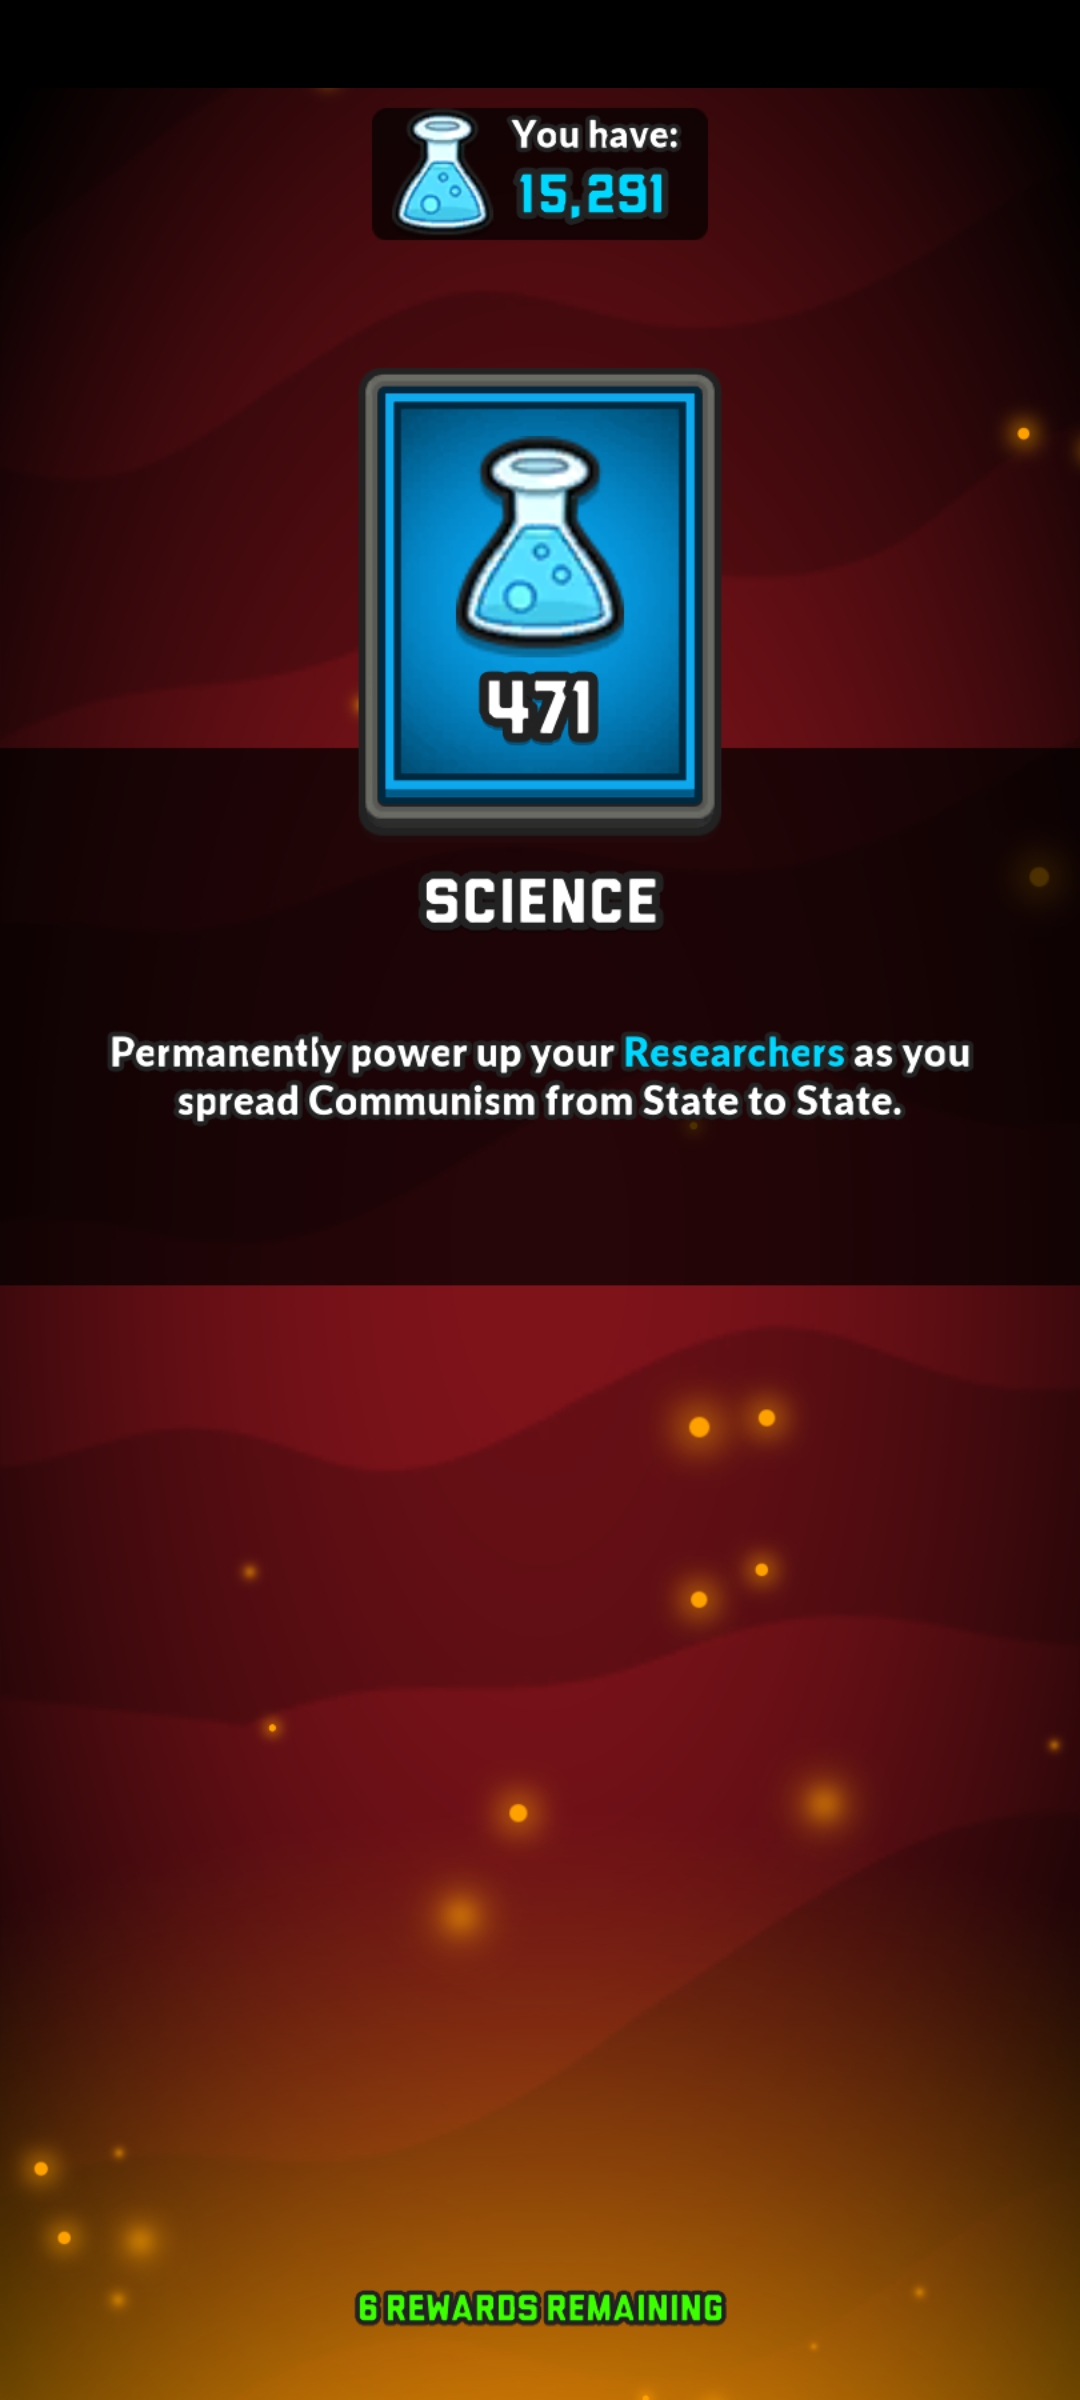 You have:
15,291
471
SCIENCE
Permanently power up your Researchers as you
spread Communism from State to State.
6 REWARDS REMAINING